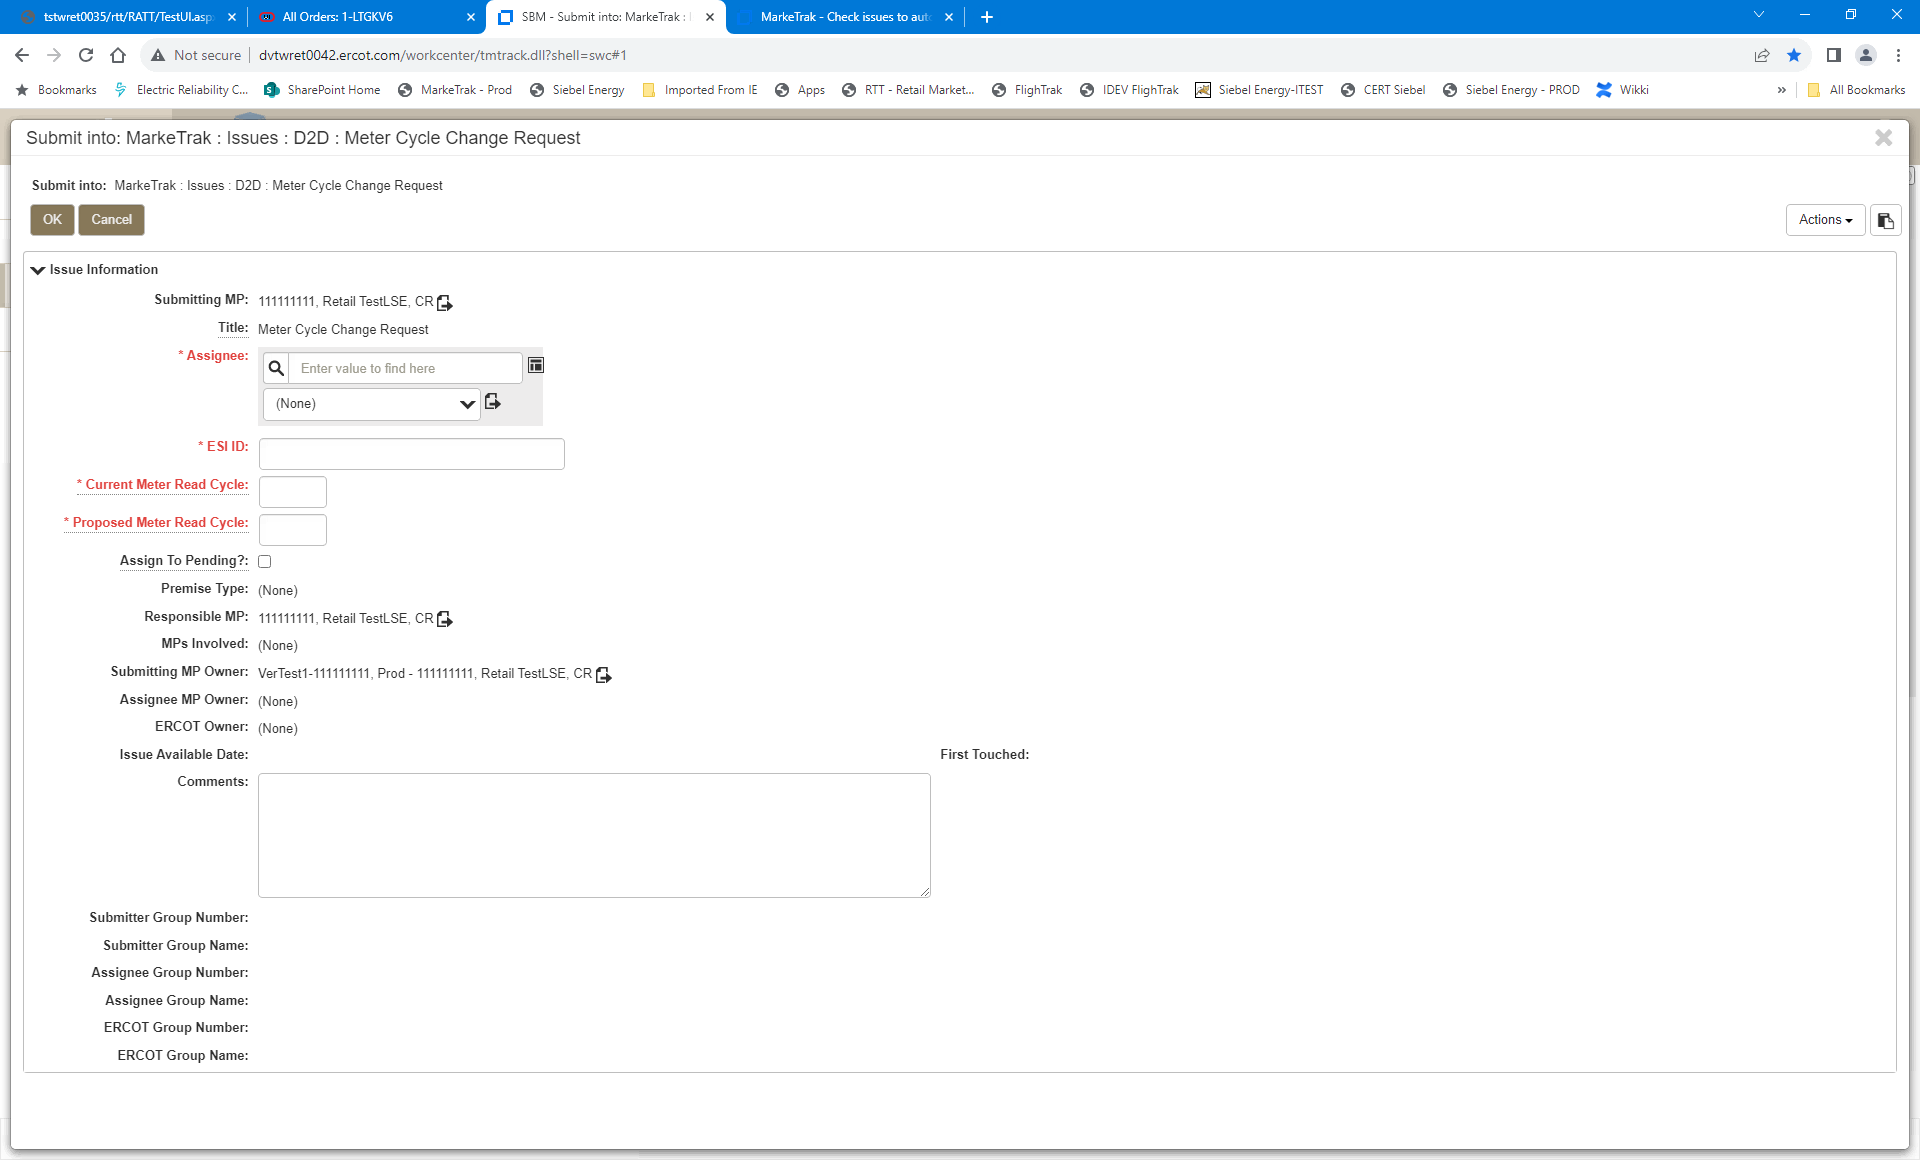 tstwret0035/rtt/RATT/TestUI.asp
All Orders: 1-LTGKV6
SBM - Submit into: MarkeTrak :
MarkeTrak - Check issues to aut
Not secure
dvtwret0042.ercot.com/workcenter/tmtrack.dll?shell=swc#1
Bookmarks
Electric Reliability C...
SharePoint Home
MarkeTrak - Prod
Siebel Energy
Imported From IE
Apps
RTT - Retail Market...
FlighTrak
IDEV FlighTrak
Siebel Energy-ITEST
CERT Siebel
Siebel Energy - PROD
Wikki
»
All Bookmarks
Submit into: MarkeTrak : Issues : D2D : Meter Cycle Change Request
Submit into: MarkeTrak : Issues : D2D : Meter Cycle Change Request
OK
Cancel
Actions
Issue Information
Submitting MP: 111111111, Retail TestLSE, CR
Title: Meter Cycle Change Request
* Assignee:
Enter value to find here
(None)
* ESI ID:
* Current Meter Read Cycle:
* Proposed Meter Read Cycle:
Assign To Pending?:
Premise Type: (None)
Responsible MP: 111111111, Retail TestLSE, CR
MPs Involved: (None)
Submitting MP Owner: VerTest1-111111111, Prod - 111111111, Retail TestLSE, CR
Assignee MP Owner: (None)
ERCOT Owner: (None)
Issue Available Date:
First Touched:
Comments:
Submitter Group Number:
Submitter Group Name:
Assignee Group Number:
Assignee Group Name:
ERCOT Group Number:
ERCOT Group Name: